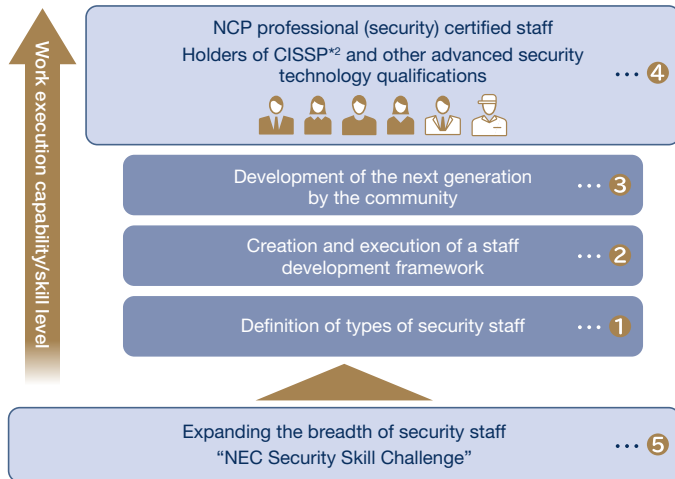 NCP professional (security) certified staff
Holders of CISSP*2 and other advanced security
technology qualifications
... 4
Development of the next generation
by the community
... 3
Creation and execution of a staff
development framework
... 2
Definition of types of security staff
... 1
Expanding the breadth of security staff
“NEC Security Skill Challenge”
... 5
Work execution capability/skill level